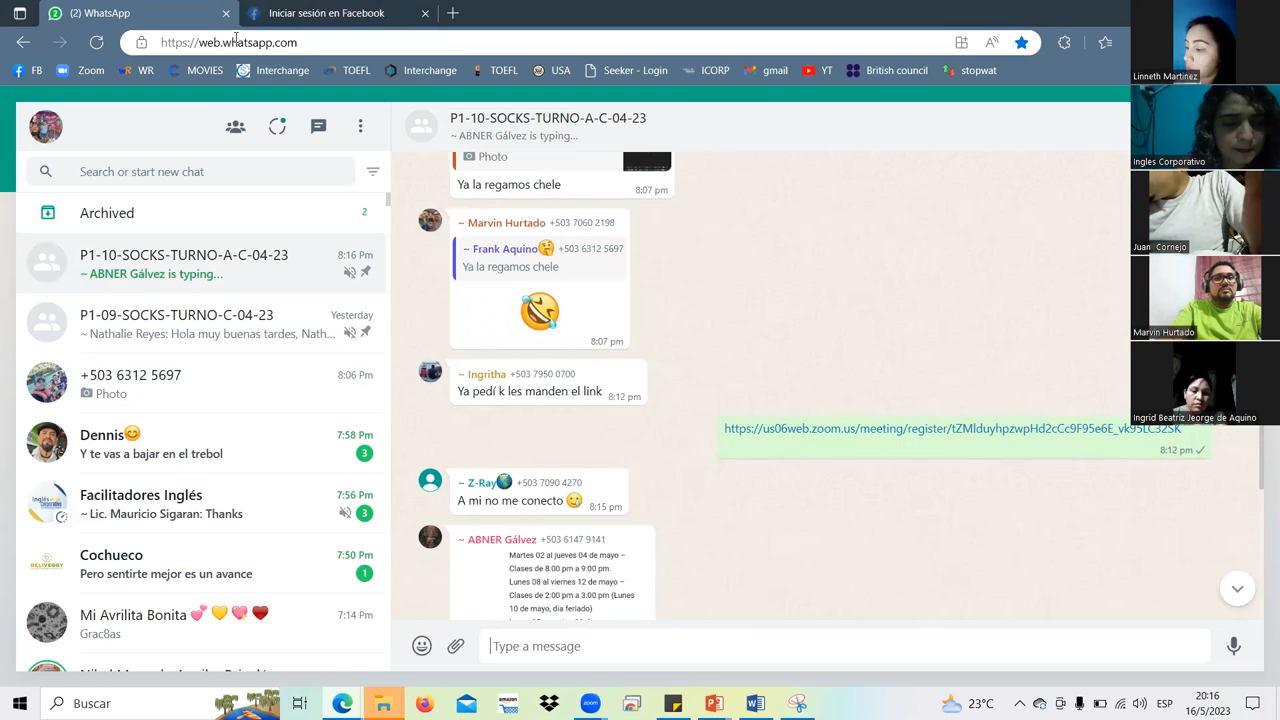 (2) WhatsApp
Iniciar sesión en Facebook
https://web.whatsapp.com
FB
Zoom
WR
MOVIES
Interchange
TOEFL
Interchange
TOEFL
USA
Seeker - Login
ICORP
gmail
YT
British council
stopwat
Search or start new chat
Archived
2
P1-10-SOCKS-TURNO-A-C-04-23
8:16 Pm
~ABNER Gálvez is typing...
P1-09-SOCKS-TURNO-C-04-23
Yesterday
~Nathalie Reyes: Hola muy buenas tardes, Nath...
+503 6312 5697
8:06 Pm
Photo
Dennis😊
7:58 Pm
Y te vas a bajar en el trebol
3
Facilitadores Inglés
7:56 Pm
~Lic. Mauricio Sigaran: Thanks
3
Cochueco
7:50 Pm
Pero sentirte mejor es un avance
1
Mi Avrilita Bonita 💕💛💖❤️
7:14 Pm
Grac8as
P1-10-SOCKS-TURNO-A-C-04-23
~ABNER Gálvez is typing...
Photo
Ya la regamos chele
8:07 pm
~ Marvin Hurtado +503 7060 2198
~ Frank Aquino🤔 +503 6312 5697
Ya la regamos chele
🤣
8:07 pm
~ Ingritha +503 7950 0700
Ya pedí k les manden el link
8:12 pm
https://us06web.zoom.us/meeting/register/tZMlduyhpzwpHd2cCc9F95e6E_vk95LC32SK
8:12 pm
~ Z-Ray🌎 +503 7090 4270
A mi no me conecto 😢
8:15 pm
~ ABNER Gálvez +503 6147 9141
Martes 02 al jueves 04 de mayo –
Clases de 8:00 pm a 9:00 pm.
Lunes 08 al viernes 12 de mayo –
Clases de 2:00 pm a 3:00 pm (Lunes
10 de mayo, día feriado)
Type a message
Linneth Martinez
Ingles Corporativo
Juan Cornejo
Marvin Hurtado
Ingrid Beatriz Jeorge de Aquino
Buscar
amazon
zoom
23°C
ESP
20:16
16/5/2023